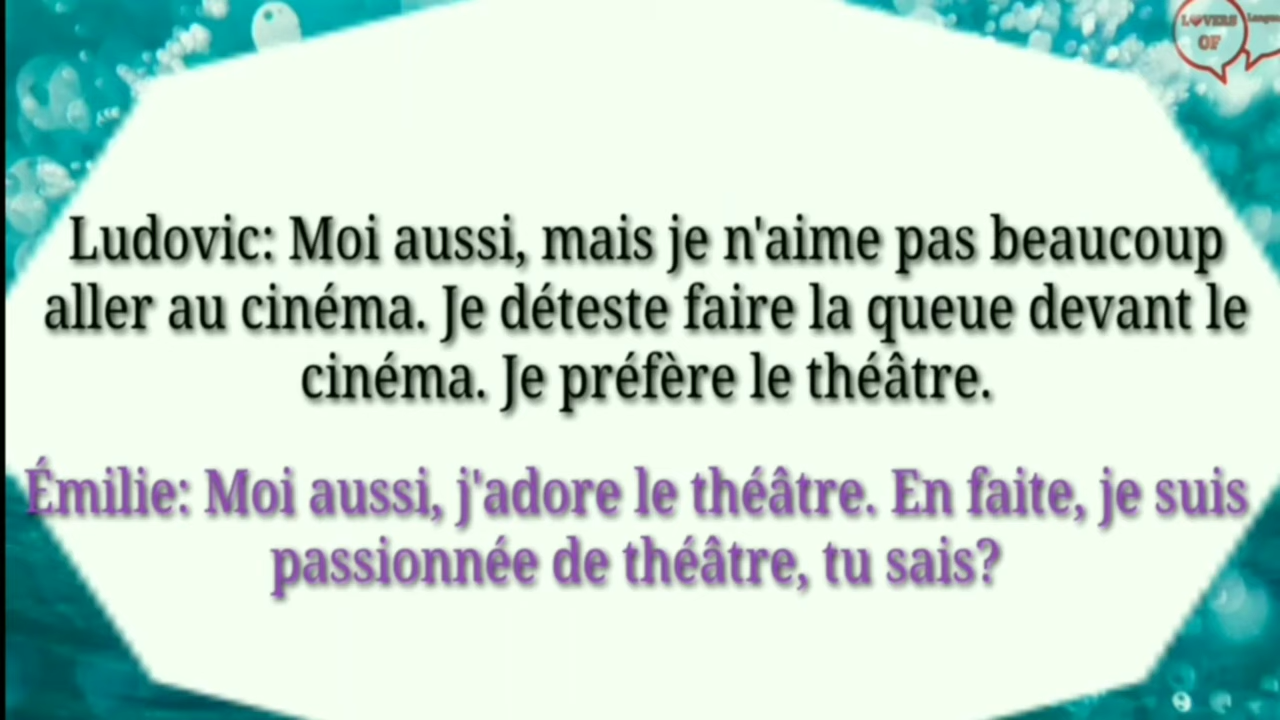 LOVERS
OF
Ludovic: Moi aussi, mais je n'aime pas beaucoup
aller au cinéma. Je déteste faire la queue devant le
cinéma. Je préfère le théâtre.
Émilie: Moi aussi, j'adore le théâtre. En faite, je suis
passionnée de théâtre, tu sais?